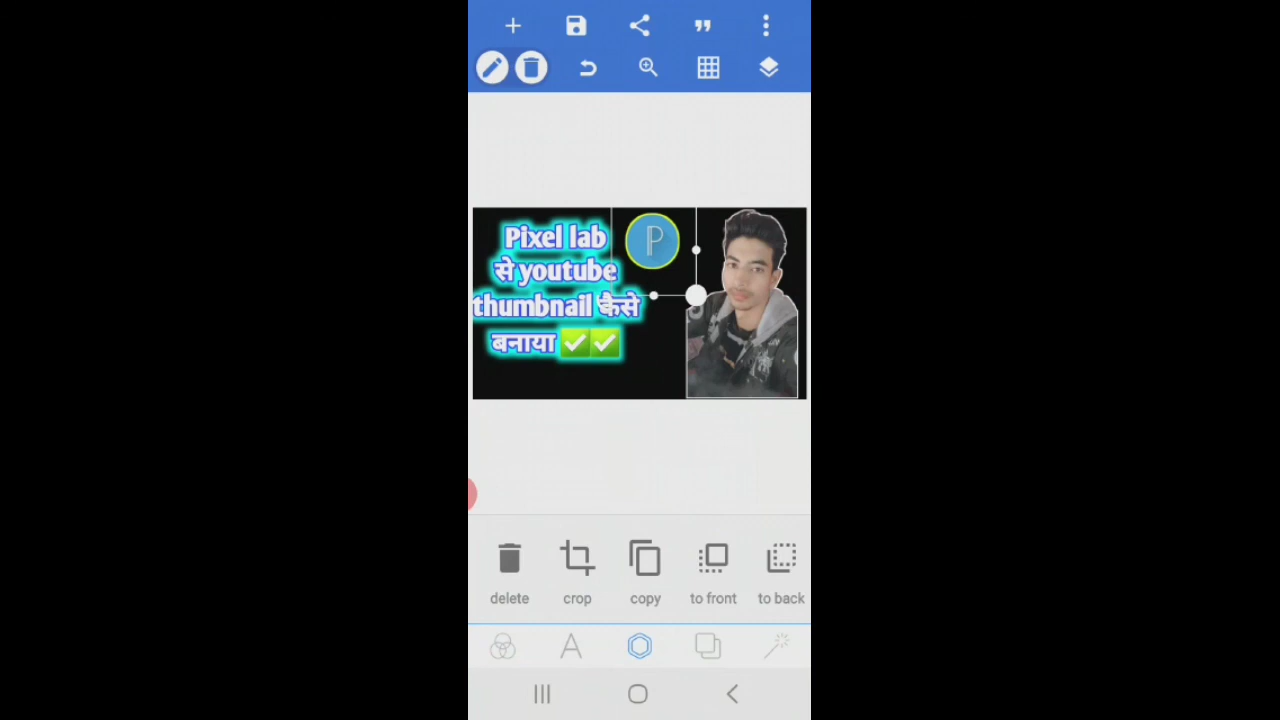 Pixel lab
P
से youtube
thumbnail कैसे
बनाया ✅✅
delete
crop
copy
to front
to back